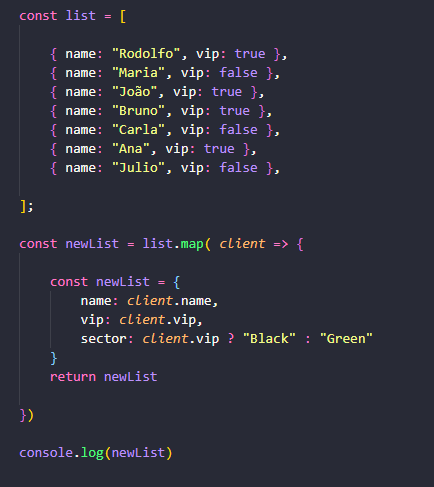 const list = [
{ name: "Rodolfo", vip: true },
{ name: "Maria", vip: false },
{ name: "João", vip: true },
{ name: "Bruno", vip: true },
{ name: "Carla", vip: false },
{ name: "Ana", vip: true },
{ name: "Julio", vip: false },
];
const newList = list.map( client => {
const newList = {
name: client.name,
vip: client.vip,
sector: client.vip ? "Black" : "Green"
}
return newList
})
console.log(newList)